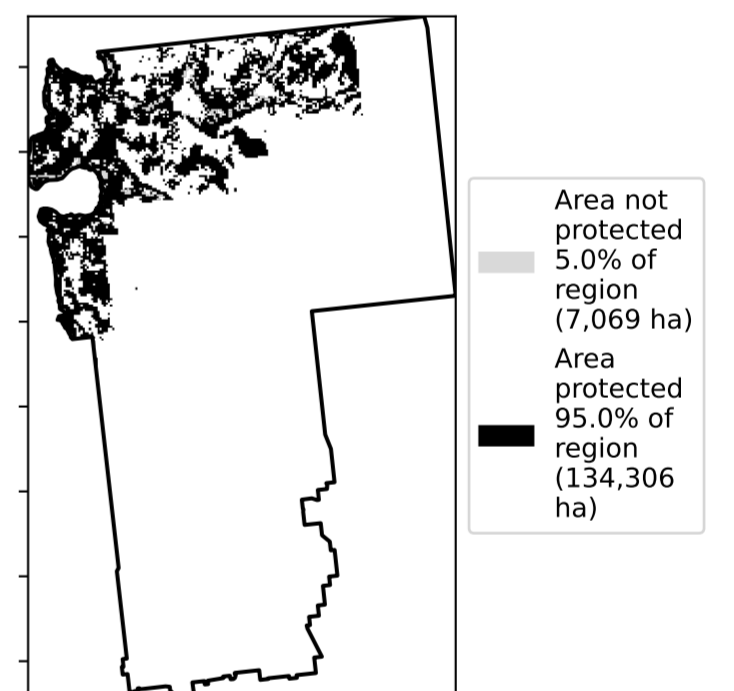 Area not
protected
5.0% of
region
(7,069 ha)
Area
protected
95.0% of
region
(134,306
ha)